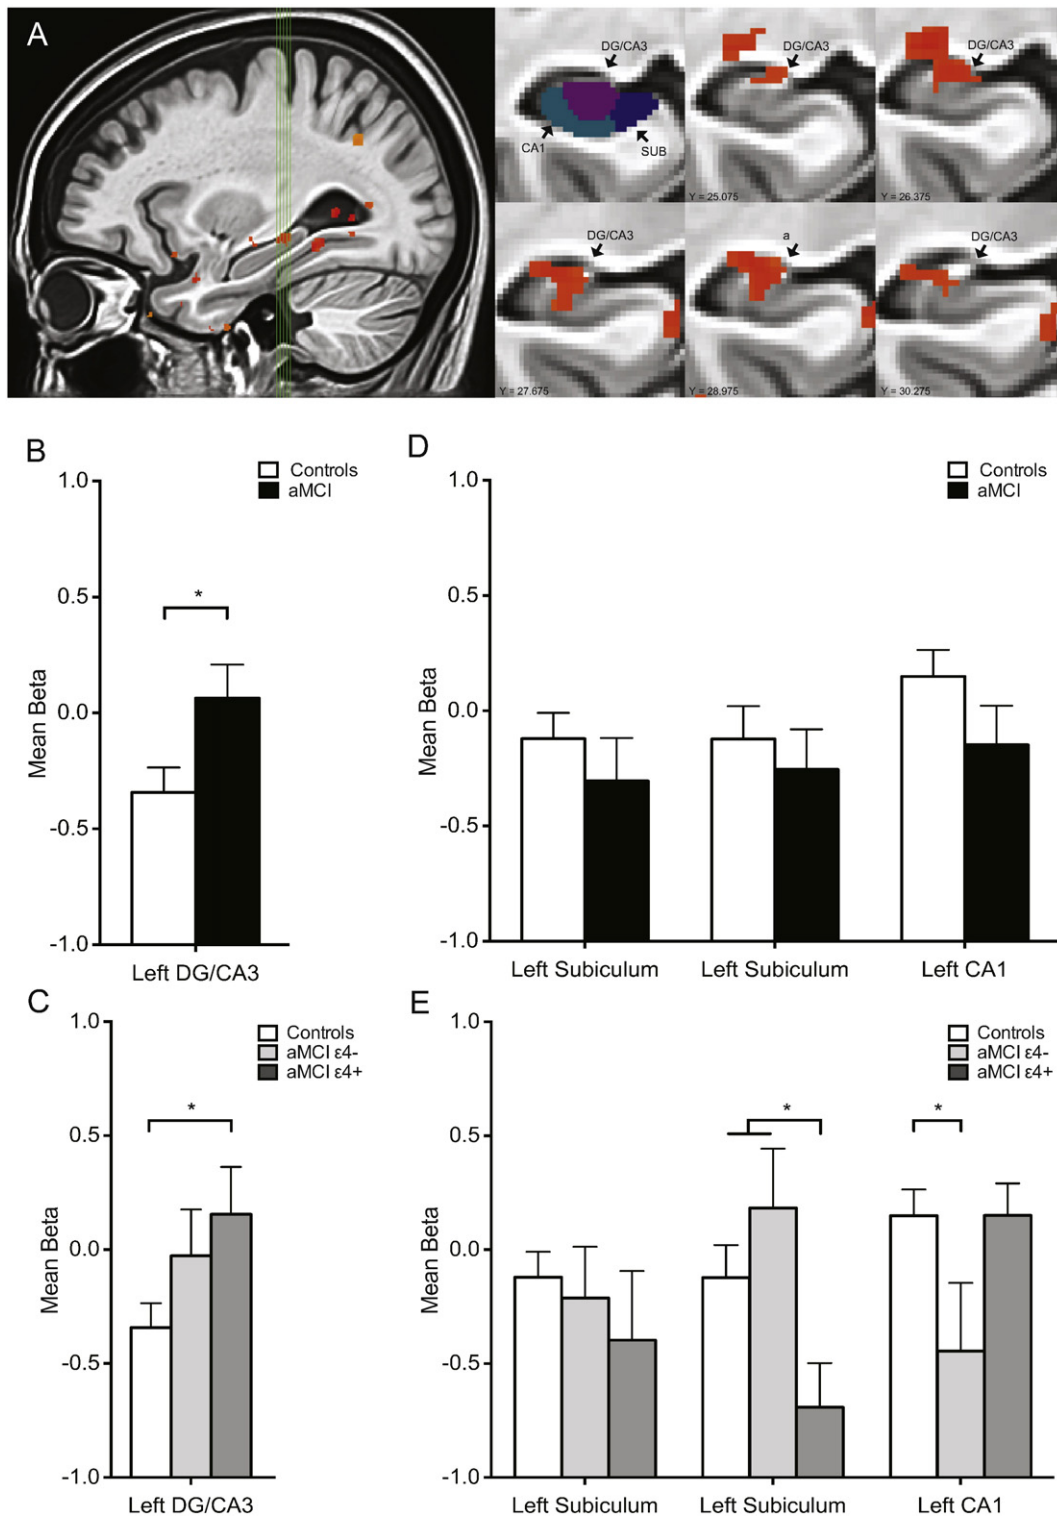 A
DG/CA3
CA1
SUB
DG/CA3
Y = 25.075
DG/CA3
Y = 26.375
DG/CA3
Y = 27.675
a
Y = 28.975
DG/CA3
Y = 30.275
B
Controls
aMCI
1.0
0.5
0.0
-0.5
-1.0
Mean Beta
*
Left DG/CA3
D
Controls
aMCI
1.0
0.5
0.0
-0.5
-1.0
Mean Beta
Left Subiculum
Left Subiculum
Left CA1
C
Controls
aMCI ε4-
aMCI ε4+
1.0
0.5
0.0
-0.5
-1.0
Mean Beta
*
Left DG/CA3
E
Controls
aMCI ε4-
aMCI ε4+
1.0
0.5
0.0
-0.5
-1.0
Mean Beta
*
*
Left Subiculum
Left Subiculum
Left CA1